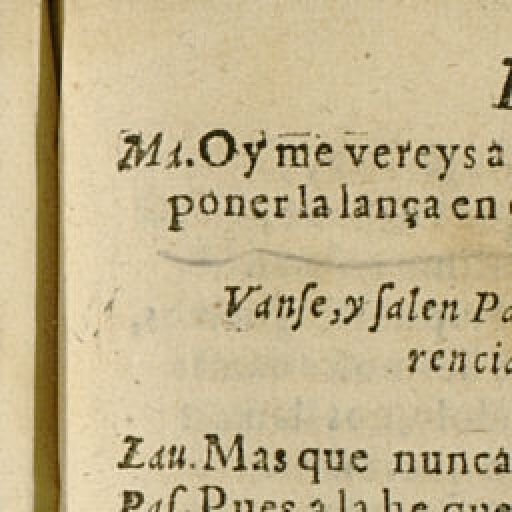 Mi. Oy me vereys a
poner la lança en
Vanſe, y ſalen Pa
rencia
Lau. Mas que nunca
Paſ. Pues a la he que